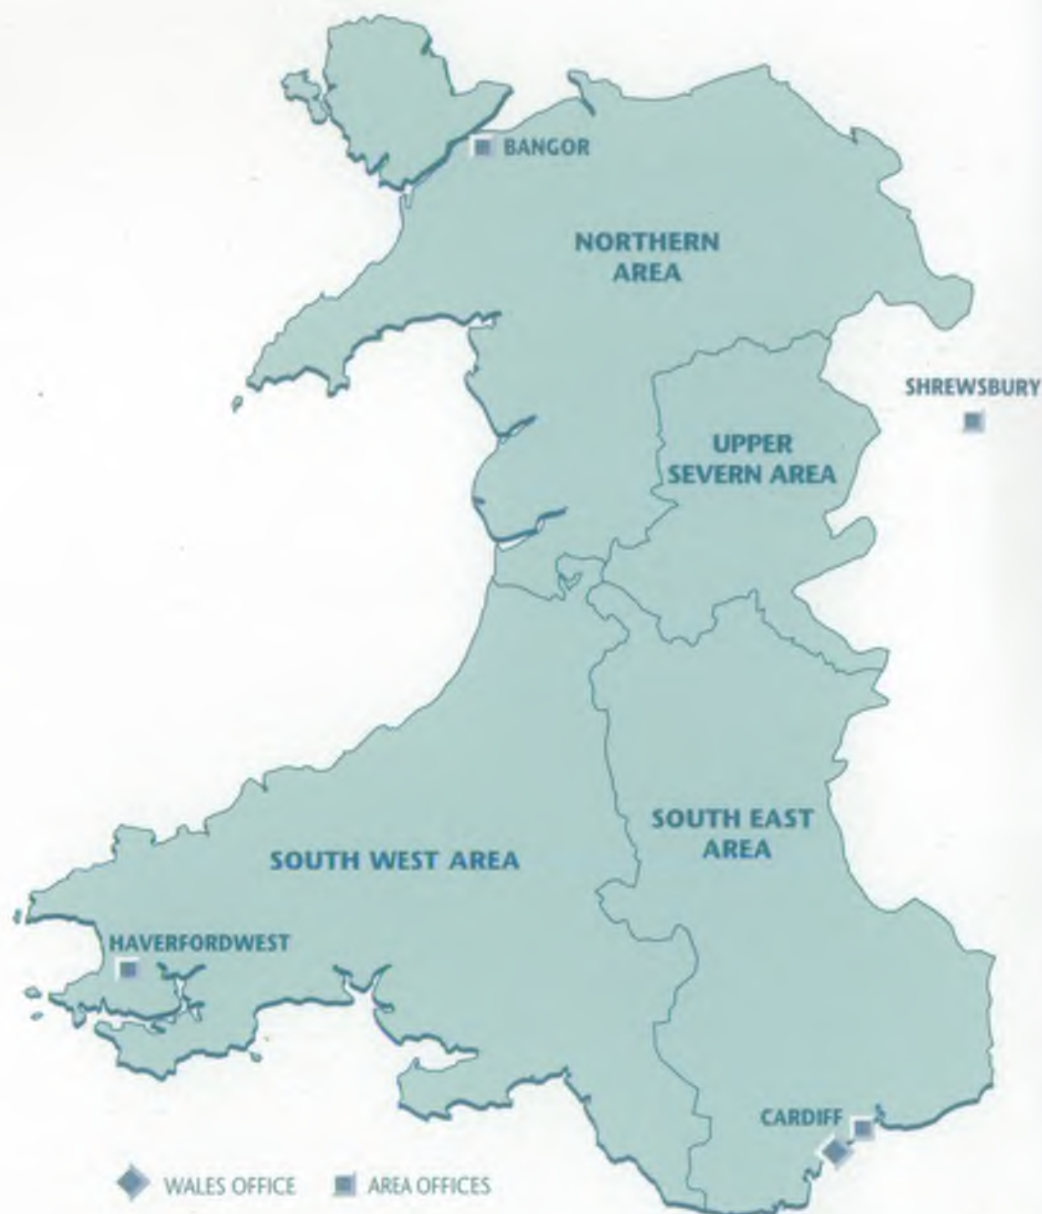 BANGOR
NORTHERN
AREA
SHREWSBURY
UPPER
SEVERN AREA
SOUTH EAST
AREA
SOUTH WEST AREA
HAVERFORDWEST
CARDIFF
WALES OFFICE
AREA OFFICES